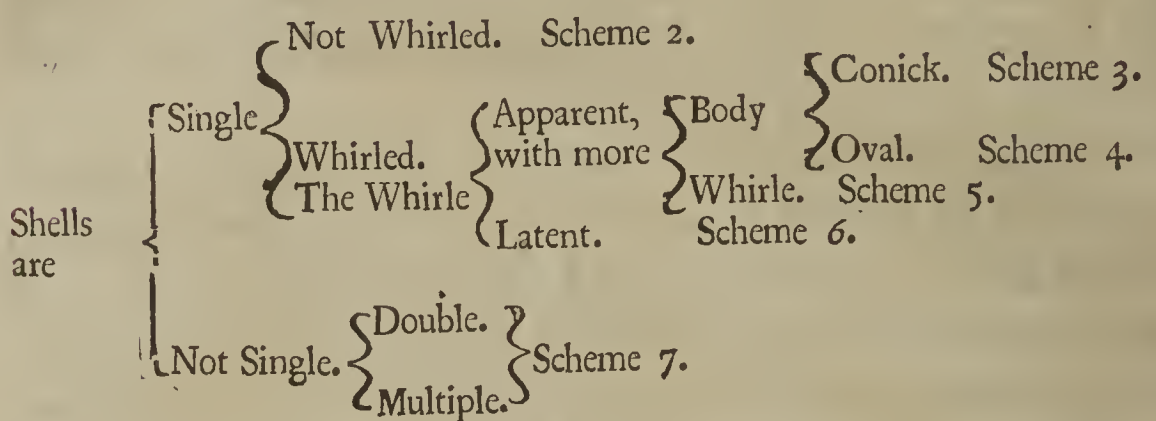 Not Whirled. Scheme 2.
Conick. Scheme 3.
Single
Apparent,
Body
Whirled.
with more
Oval. Scheme 4.
The Whirle
Whirle. Scheme 5.
Shells
Latent.
Scheme 6.
are
Double.
Not Single.
Scheme 7.
Multiple.